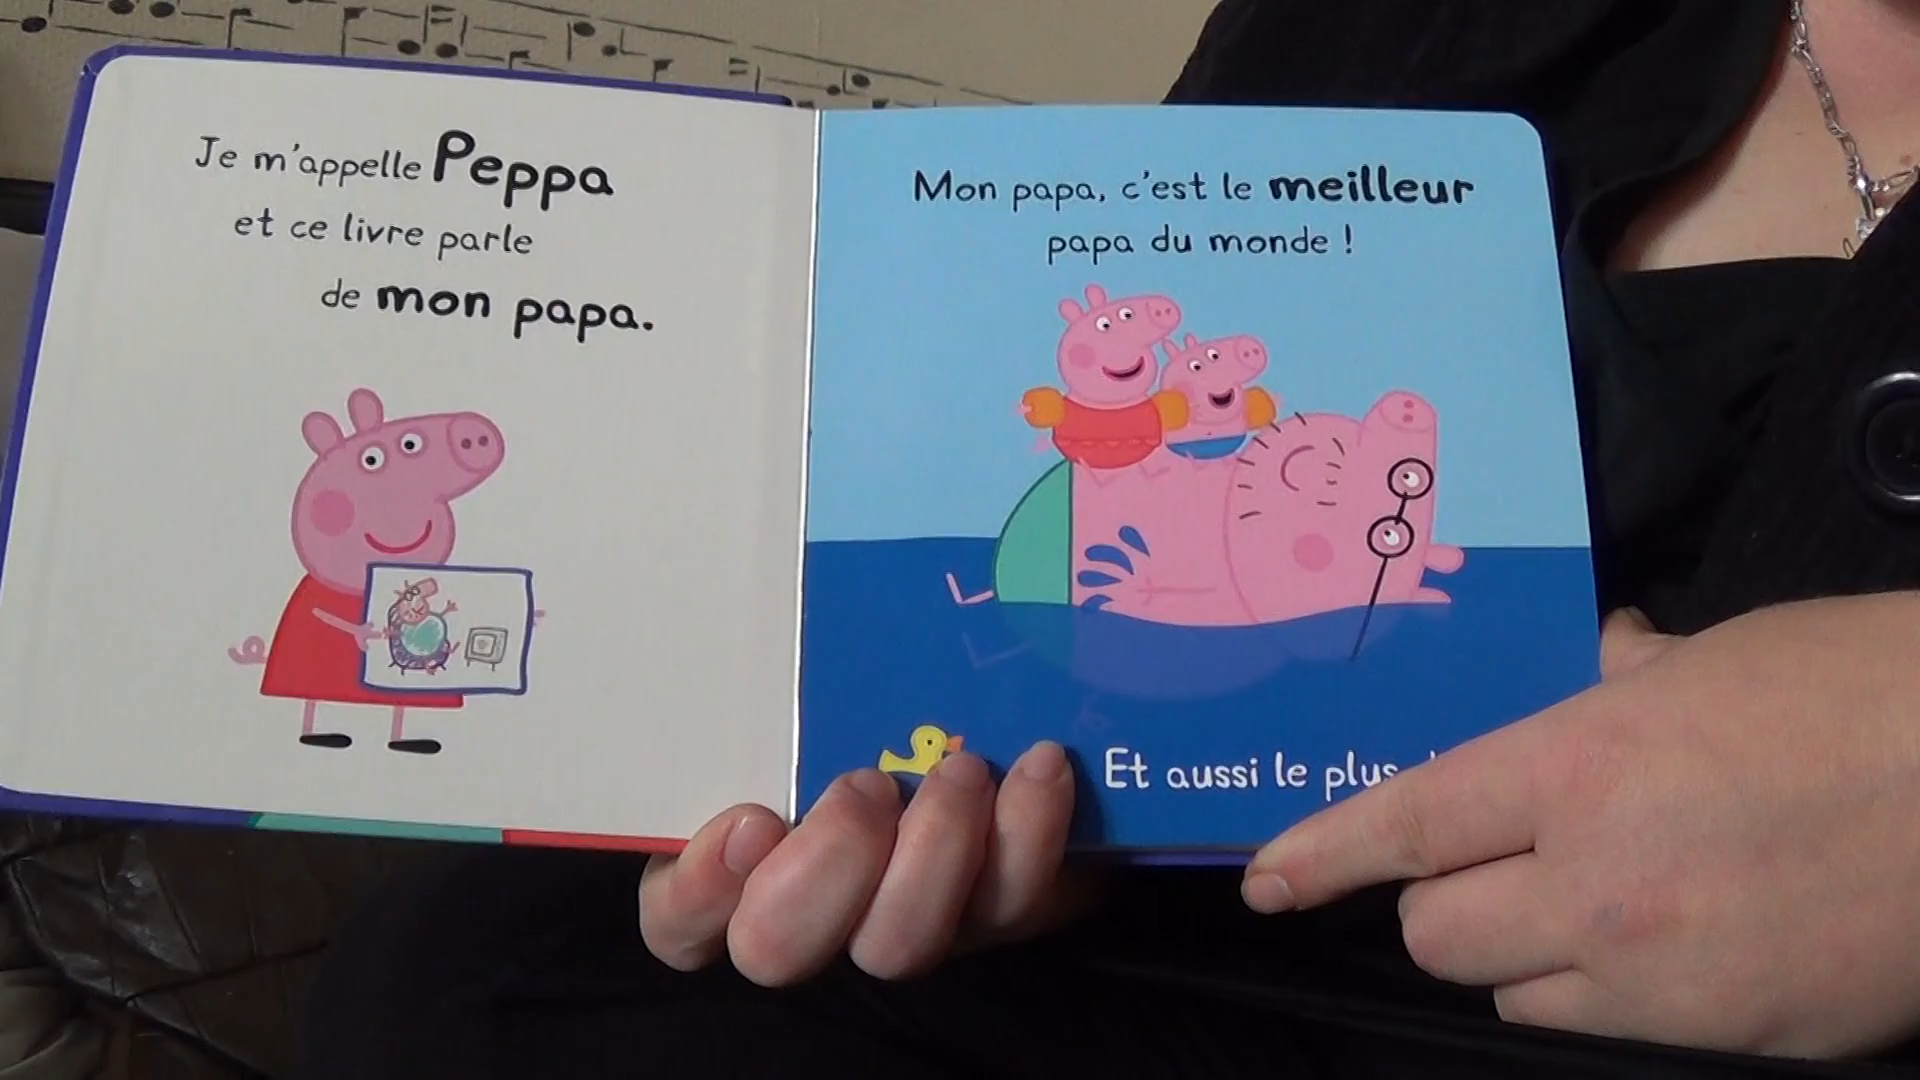 Je m'appelle Peppa
et ce livre parle
de mon papa.
Mon papa, c'est le meilleur
papa du monde !
Et aussi le plus